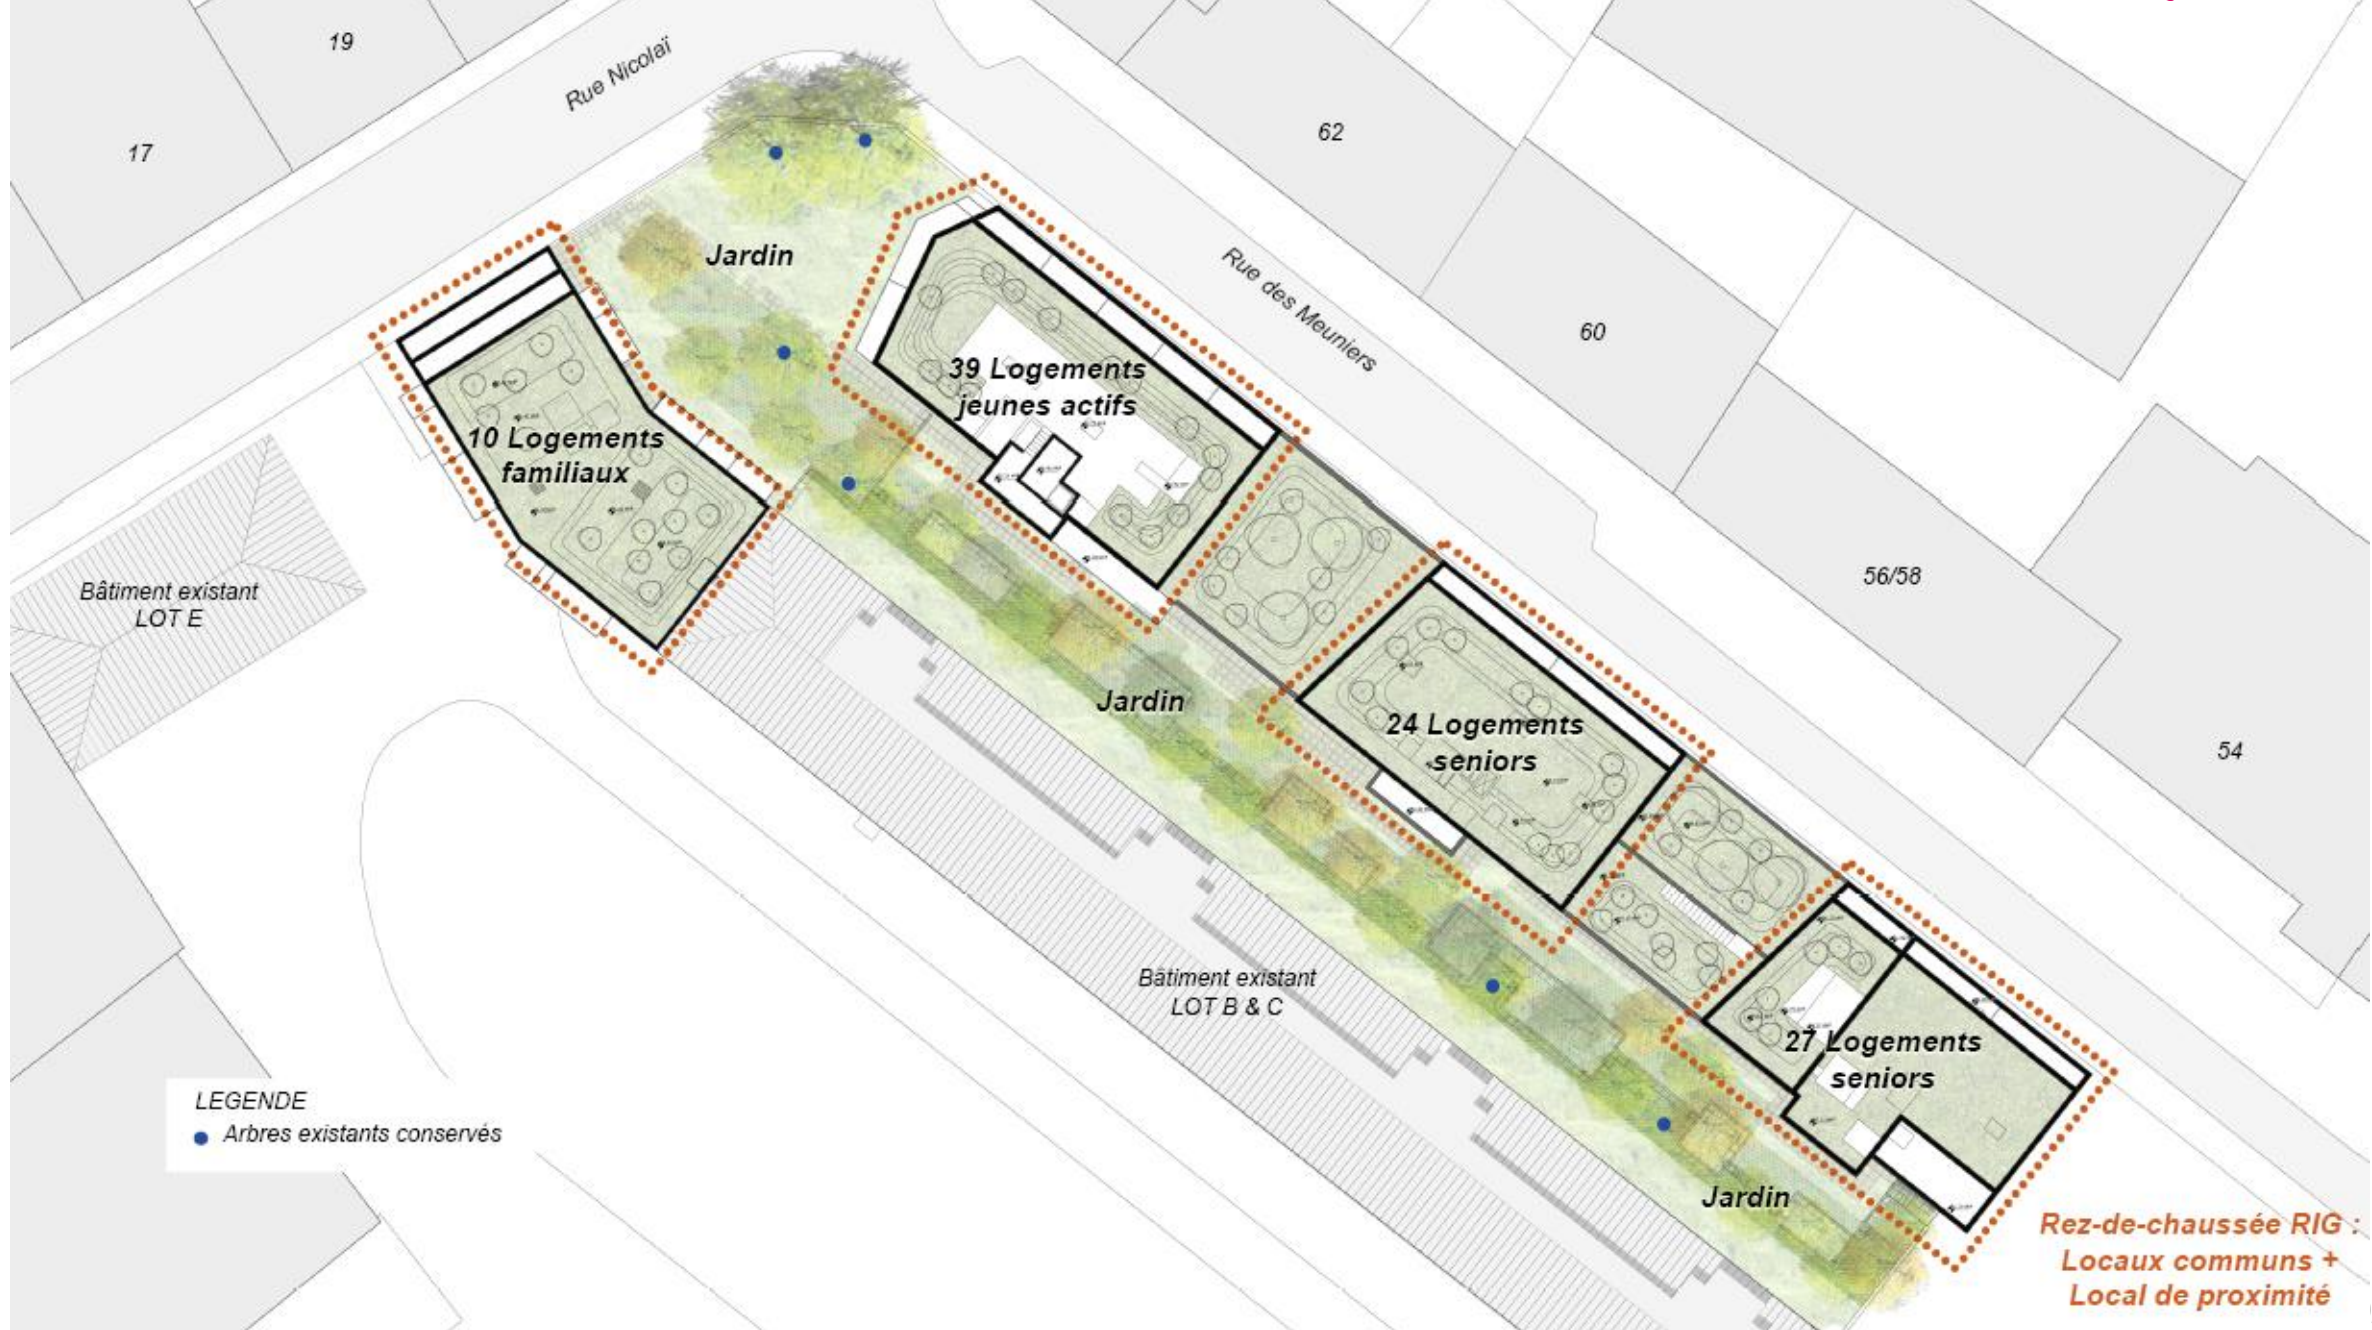 19
Rue Nicolaï
17
62
Jardin
Rue des Meuniers
60
39 Logements
jeunes actifs
10 Logements
familiaux
56/58
Bâtiment existant
LOT E
Jardin
24 Logements
seniors
54
Bâtiment existant
LOT B & C
27 Logements
seniors
LEGENDE
Arbres existants conservés
Jardin
Rez-de-chaussée RIG :
Locaux communs +
Local de proximité